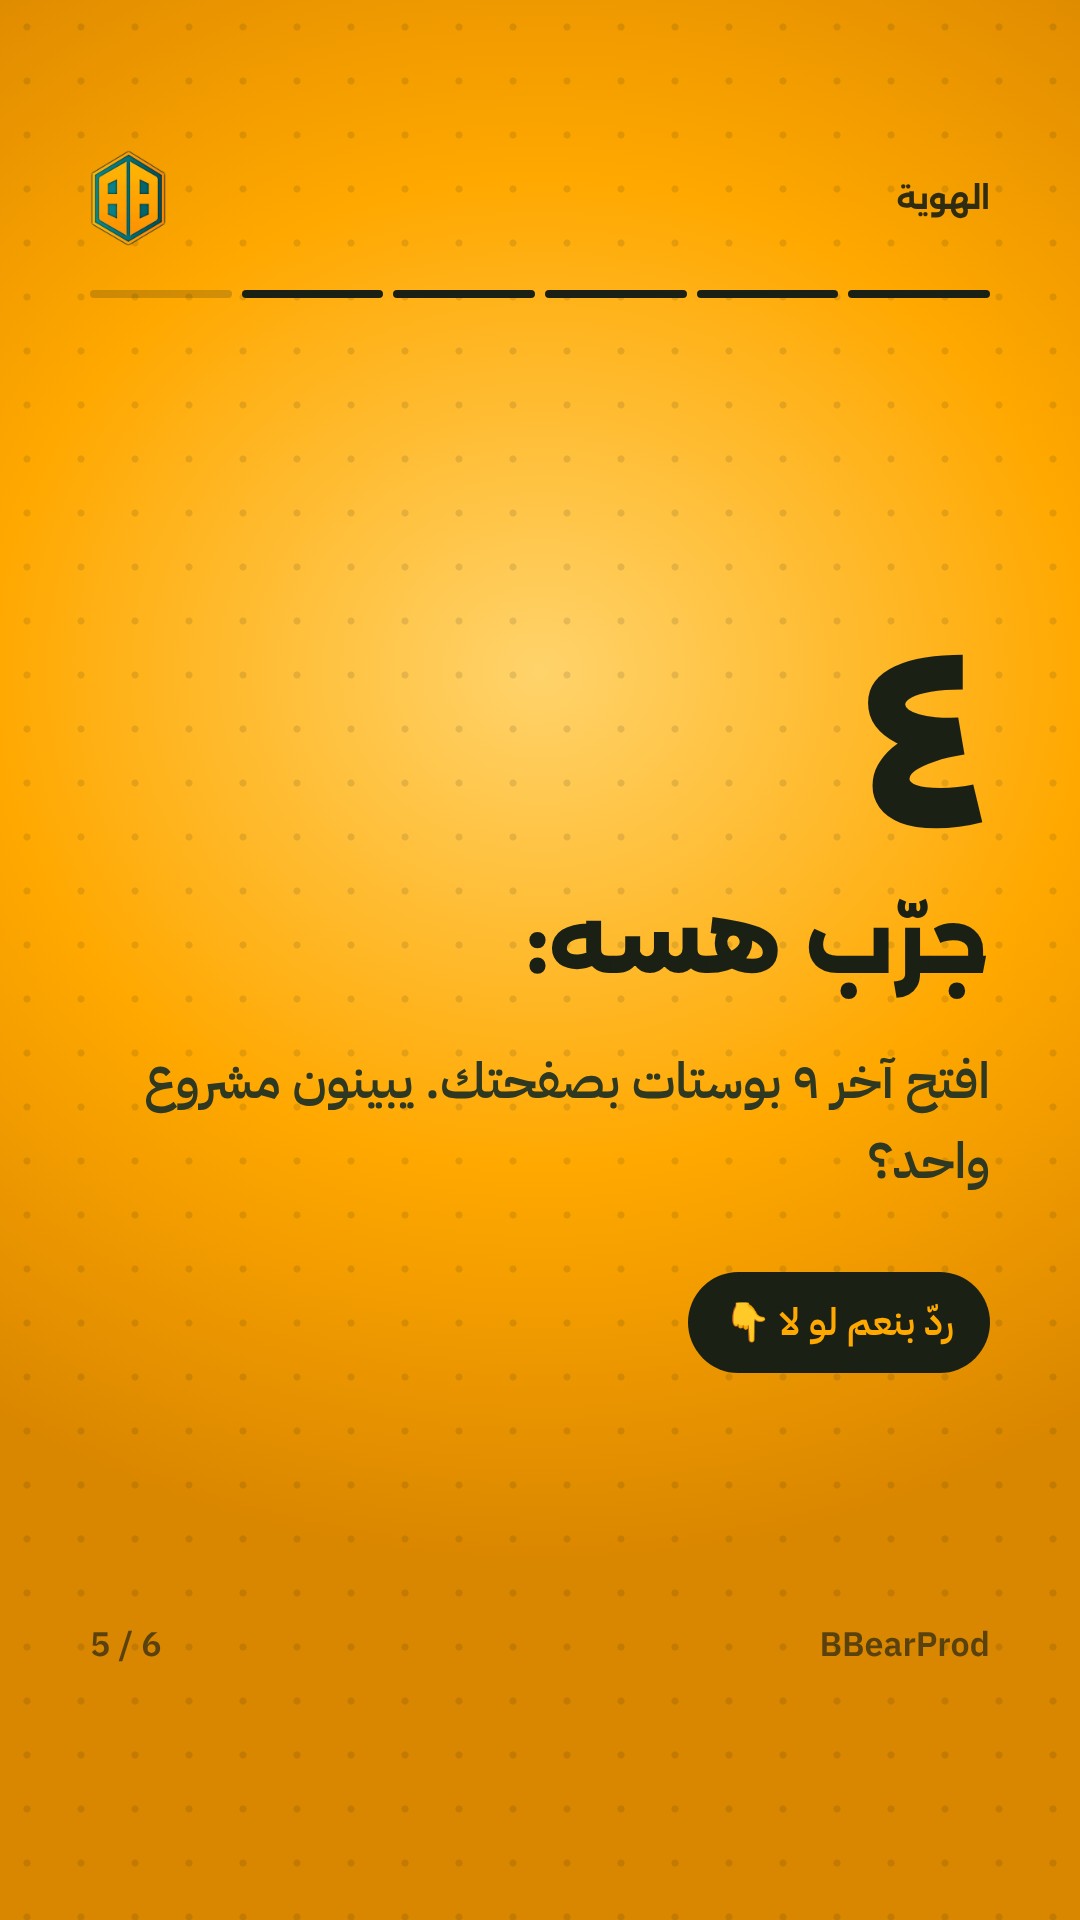 الهوية
٤
جرّب هسه:
افتح آخر ٩ بوستات بصفحتك. يبينون مشروع
واحد؟
ردّ بنعم لو لا 👇
BBearProd
5 / 6